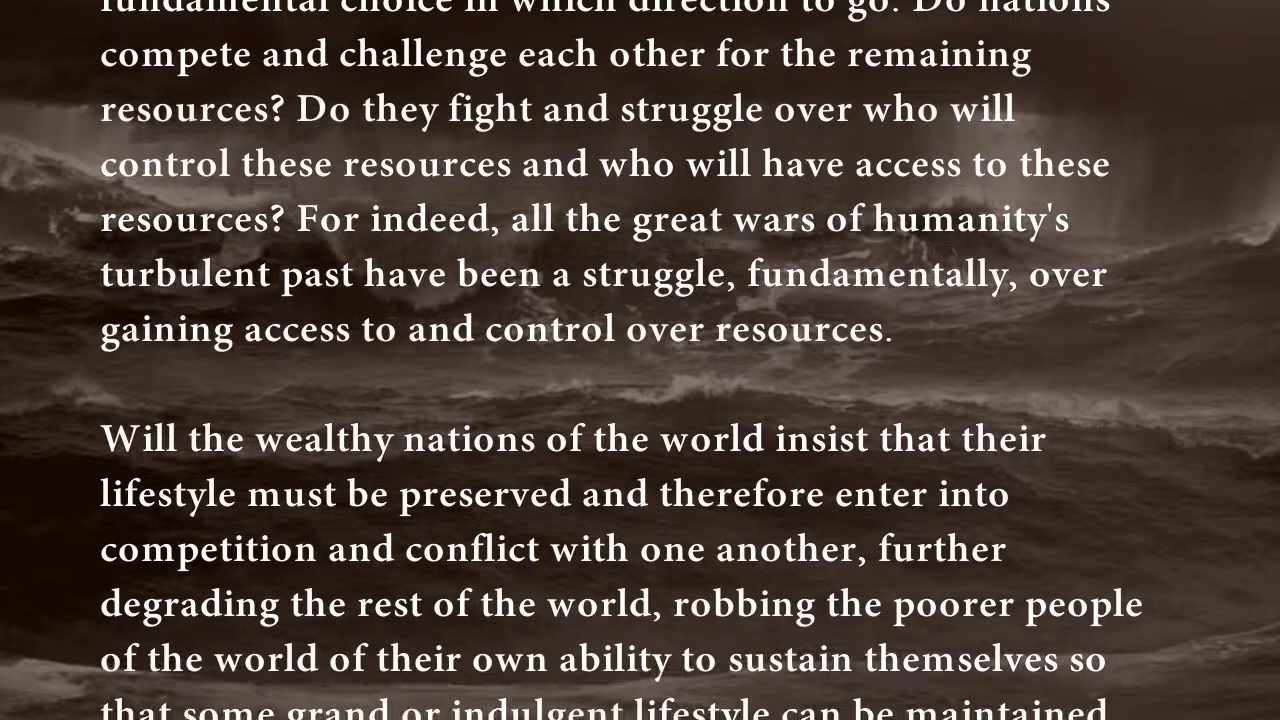 fundamental choice in which direction to go. Do nations
compete and challenge each other for the remaining
resources? Do they fight and struggle over who will
control these resources and who will have access to these
resources? For indeed, all the great wars of humanity's
turbulent past have been a struggle, fundamentally, over
gaining access to and control over resources.
Will the wealthy nations of the world insist that their
lifestyle must be preserved and therefore enter into
competition and conflict with one another, further
degrading the rest of the world, robbing the poorer people
of the world of their own ability to sustain themselves so
that some grand or indulgent lifestyle can be maintained